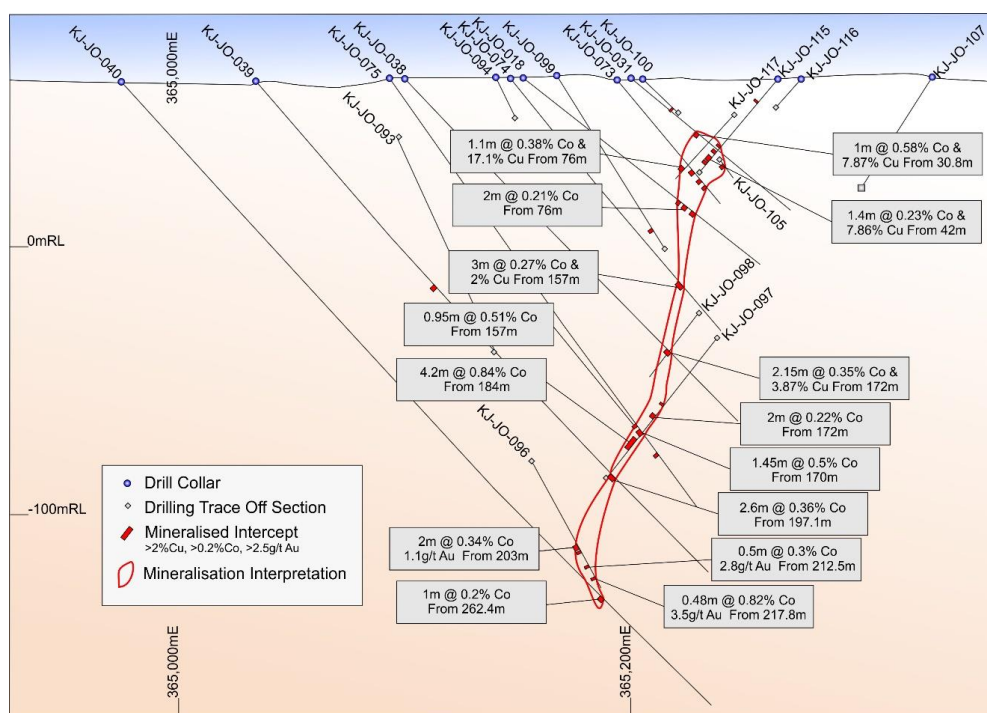 KJ-JO-040
365,000mE
KJ-JO-039
KJ-JO-075
KJ-JO-038
KJ-JO-094
KJ-JO-074
KJ-JO-018
KJ-JO-099
KJ-JO-073
KJ-JO-031
KJ-JO-100
KJ-JO-117
KJ-JO-115
KJ-JO-116
KJ-JO-107
KJ-JO-093
1.1m @ 0.38% Co &
17.1% Cu From 76m
1m @ 0.58% Co &
7.87% Cu From 30.8m
2m @ 0.21% Co
From 76m
KJ-JO-105
1.4m @ 0.23% Co &
7.86% Cu From 42m
0mRL
3m @ 0.27% Co &
2% Cu From 157m
KJ-JO-098
KJ-JO-097
0.95m @ 0.51% Co
From 157m
4.2m @ 0.84% Co
From 184m
2.15m @ 0.35% Co &
3.87% Cu From 172m
2m @ 0.22% Co
From 172m
KJ-JO-096
1.45m @ 0.5% Co
From 170m
2.6m @ 0.36% Co
From 197.1m
-100mRL
Drill Collar
Drilling Trace Off Section
Mineralised Intercept
>2%Cu, >0.2%Co, >2.5g/t Au
Mineralisation Interpretation
2m @ 0.34% Co
1.1g/t Au From 203m
0.5m @ 0.3% Co
2.8g/t Au From 212.5m
1m @ 0.2% Co
From 262.4m
0.48m @ 0.82% Co
3.5g/t Au From 217.8m
365,000mE
365,200mE